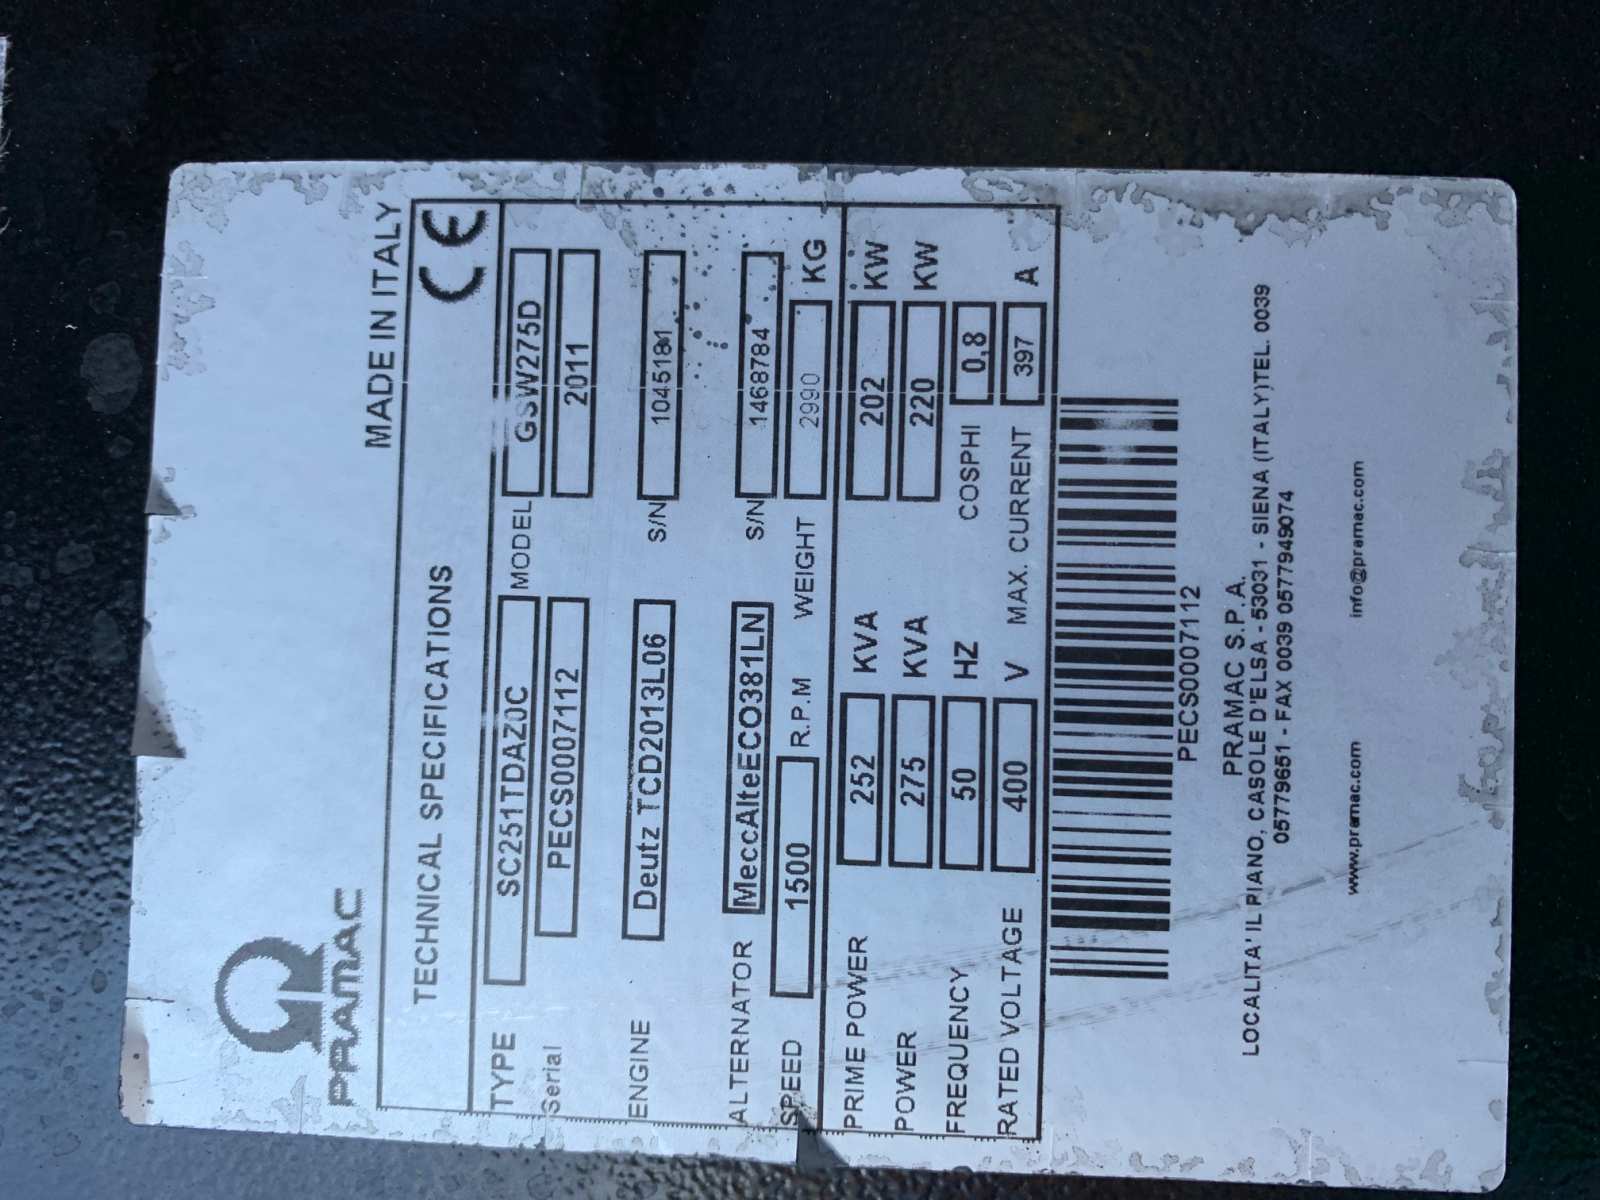 PRAMAC
MADE IN ITALY
TECHNICAL SPECIFICATIONS CE
TYPE SC251TDAZ0C MODEL GSW275D
Serial PECS0007112 2011
ENGINE Deutz TCD2013L06 S/N 1045181
ALTERNATOR MeccAlteECO381LN S/N 1468784
SPEED 1500 R.P.M WEIGHT 2990 KG
PRIME POWER 252 KVA 202 KW
POWER 275 KVA 220 KW
FREQUENCY 50 HZ COSPHI 0,8
RATED VOLTAGE 400 V MAX. CURRENT 397 A
PECS0007112
PRAMAC S.P.A.
LOCALITA' IL PIANO, CASOLE D'ELSA - 53031 - SIENA (ITALY)TEL. 0039
05779651 - FAX 0039 0577949074
www.pramac.com info@pramac.com